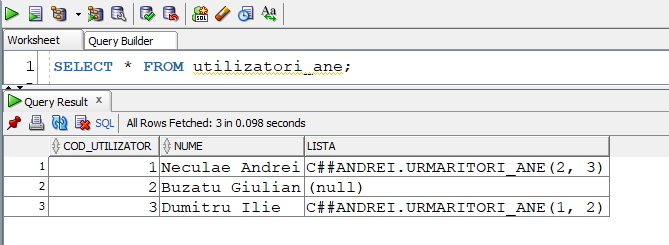 SQL
Aa
Worksheet Query Builder
1 SELECT * FROM utilizatori_ane;
Query Result x
SQL All Rows Fetched: 3 in 0.098 seconds
COD_UTILIZATOR NUME LISTA
1 1 Neculae Andrei C##ANDREI.URMARITORI_ANE(2, 3)
2 2 Buzatu Giulian (null)
3 3 Dumitru Ilie C##ANDREI.URMARITORI_ANE(1, 2)